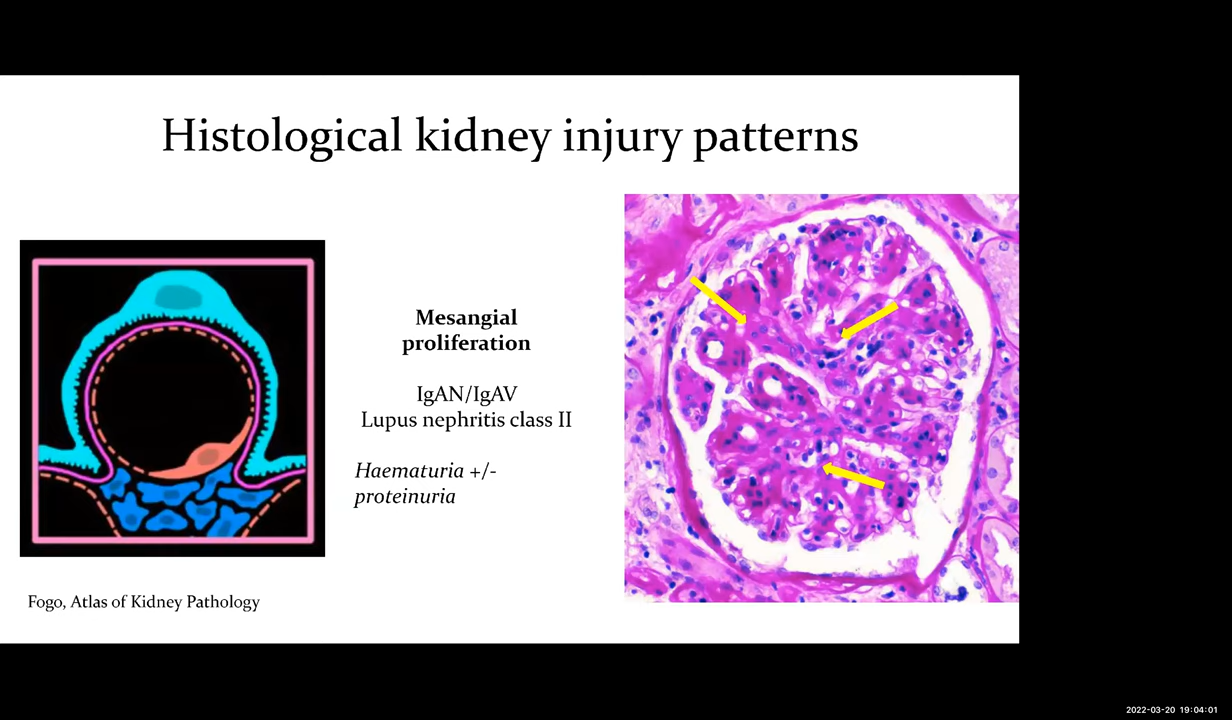 Histological kidney injury patterns
Mesangial
proliferation
IgAN/IgAV
Lupus nephritis class II
Haematuria +/-
proteinuria
Fogo, Atlas of Kidney Pathology
2022-03-20 19:04:01